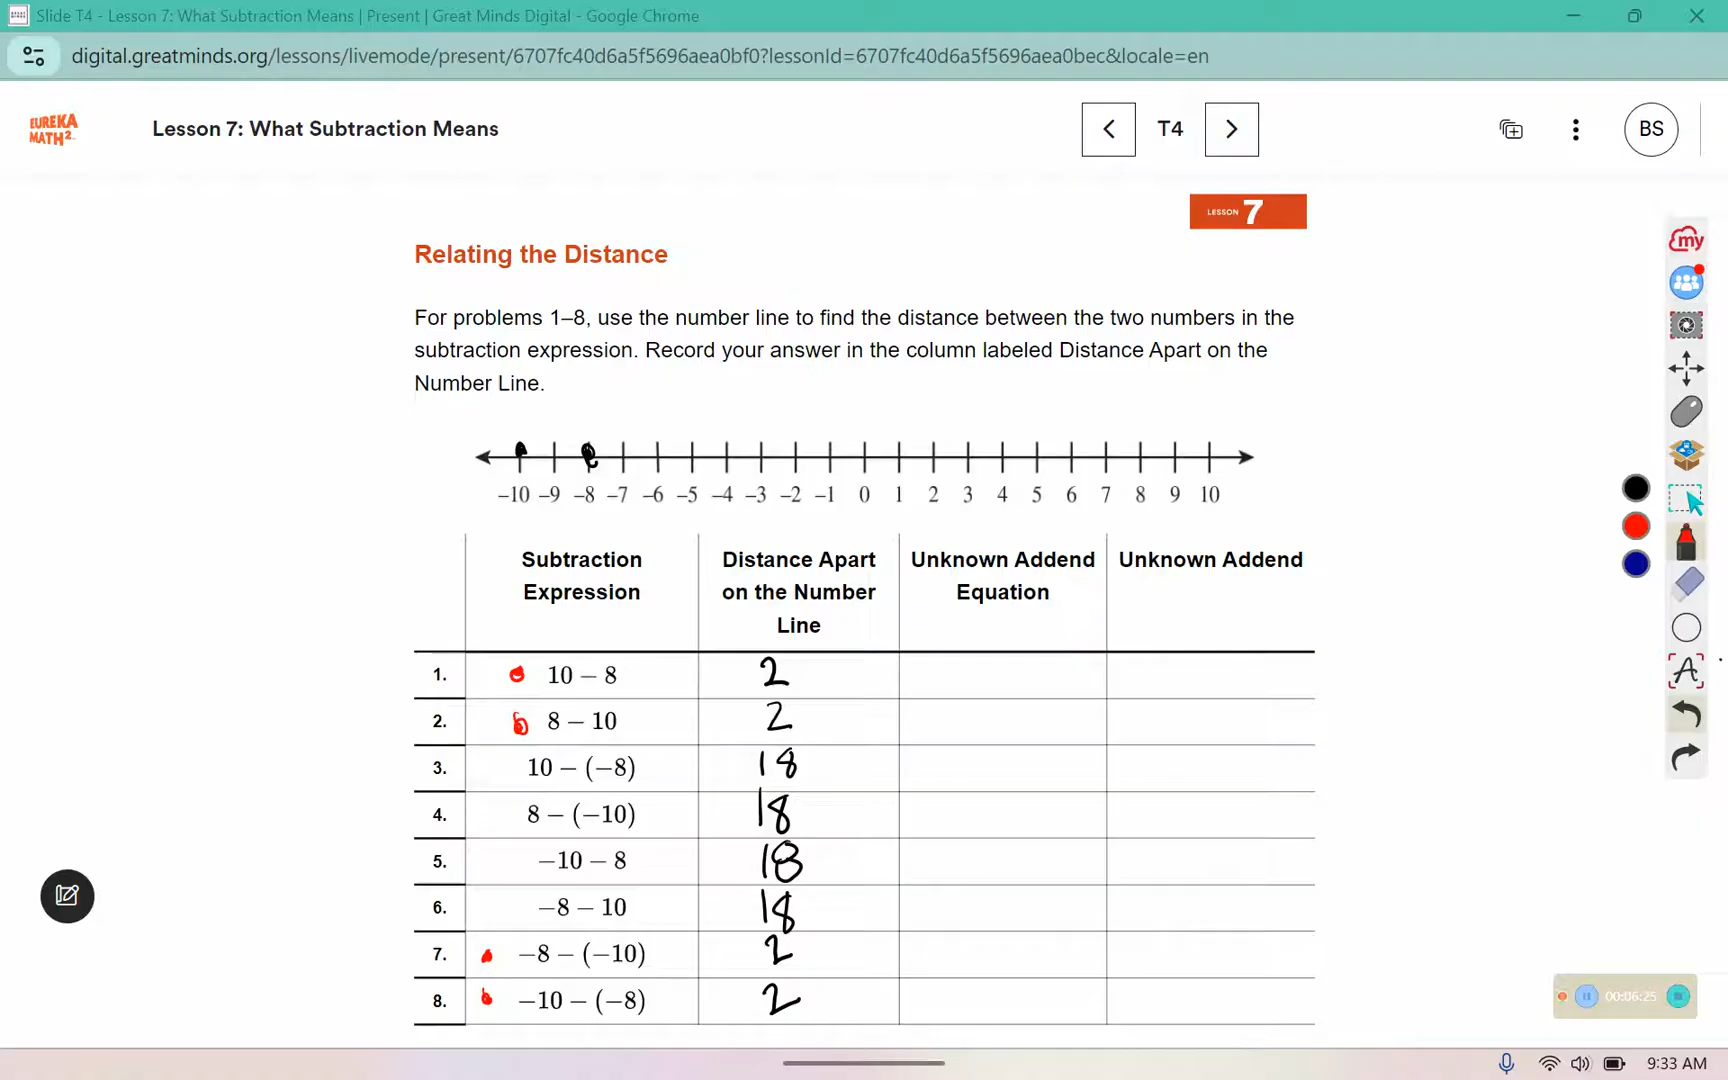 Slide T4 - Lesson 7: What Subtraction Means | Present | Great Minds Digital - Google Chrome
digital.greatminds.org/lessons/livemode/present/6707fc40d6a5f5696aea0bf0?lessonId=6707fc40d6a5f5696aea0bec&locale=en
EUREKA
MATH²
Lesson 7: What Subtraction Means
T4
BS
LESSON 7
my
Relating the Distance
For problems 1–8, use the number line to find the distance between the two numbers in the
subtraction expression. Record your answer in the column labeled Distance Apart on the
Number Line.
−10 −9 −8 −7 −6 −5 −4 −3 −2 −1 0 1 2 3 4 5 6 7 8 9 10
Subtraction Expression Distance Apart on the Number Line Unknown Addend Equation Unknown Addend
1. 10 − 8 2
2. 8 − 10 2
3. 10 − (−8) 18
4. 8 − (−10) 18
5. −10 − 8 18
6. −8 − 10 18
7. −8 − (−10) 2
8. −10 − (−8) 2
A
00:06:25
9:33 AM